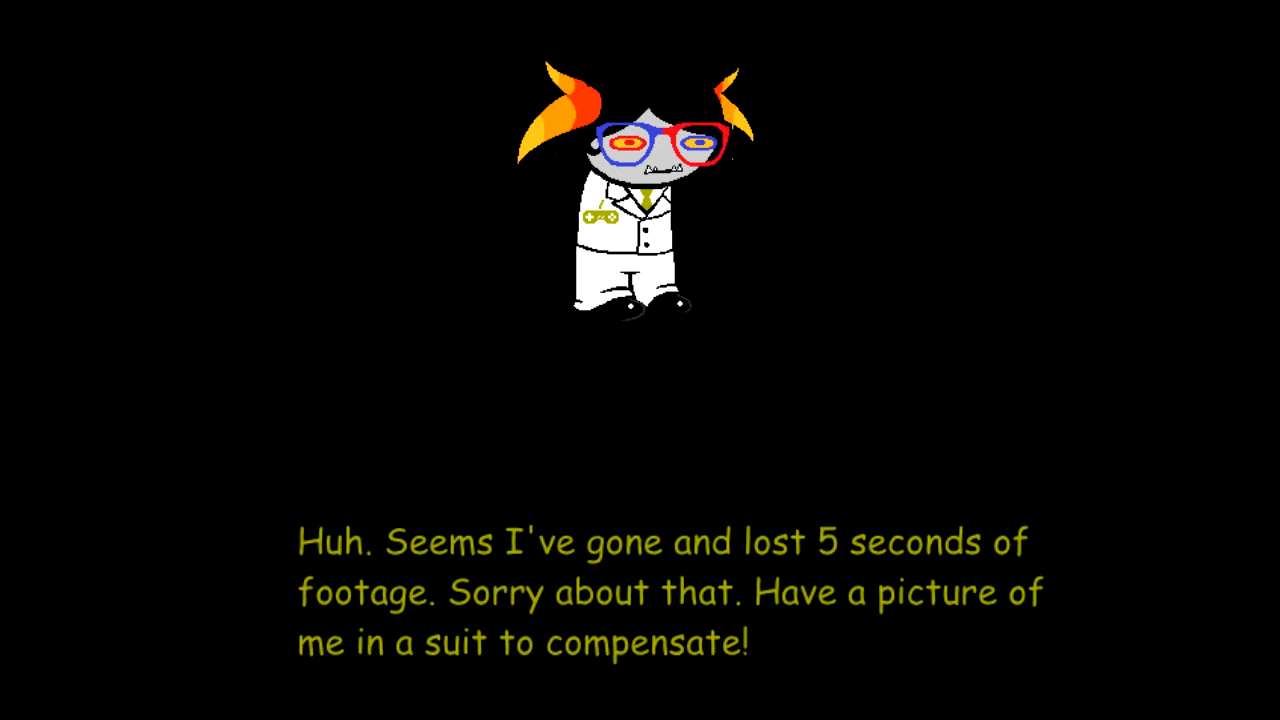 Huh. Seems I've gone and lost 5 seconds of
footage. Sorry about that. Have a picture of
me in a suit to compensate!